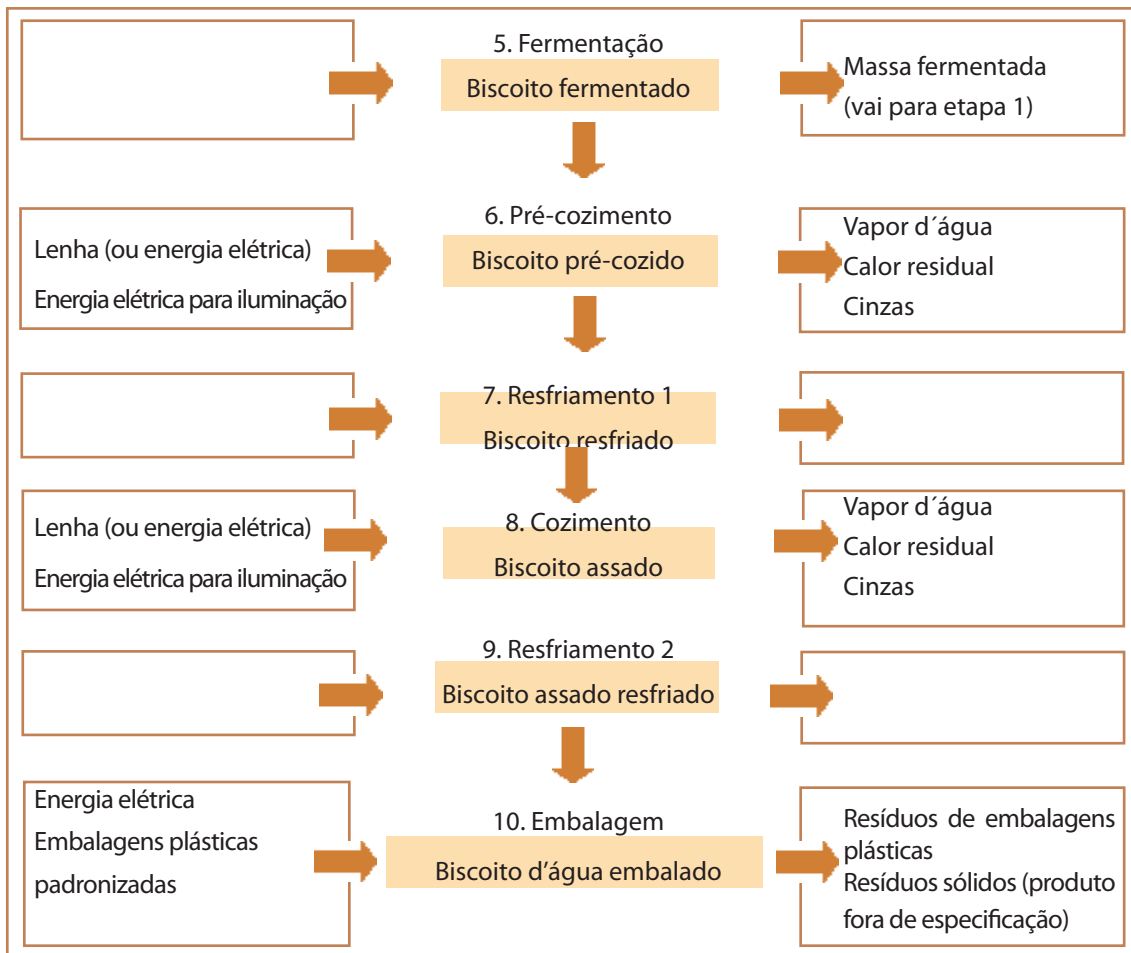 5. Fermentação
Biscoito fermentado
Massa fermentada
(vai para etapa 1)
6. Pré-cozimento
Lenha (ou energia elétrica)
Energia elétrica para iluminação
Biscoito pré-cozido
Vapor d´água
Calor residual
Cinzas
7. Resfriamento 1
Biscoito resfriado
Lenha (ou energia elétrica)
Energia elétrica para iluminação
8. Cozimento
Biscoito assado
Vapor d´água
Calor residual
Cinzas
9. Resfriamento 2
Biscoito assado resfriado
Energia elétrica
Embalagens plásticas
padronizadas
10. Embalagem
Biscoito d’água embalado
Resíduos de embalagens
plásticas
Resíduos sólidos (produto
fora de especificação)